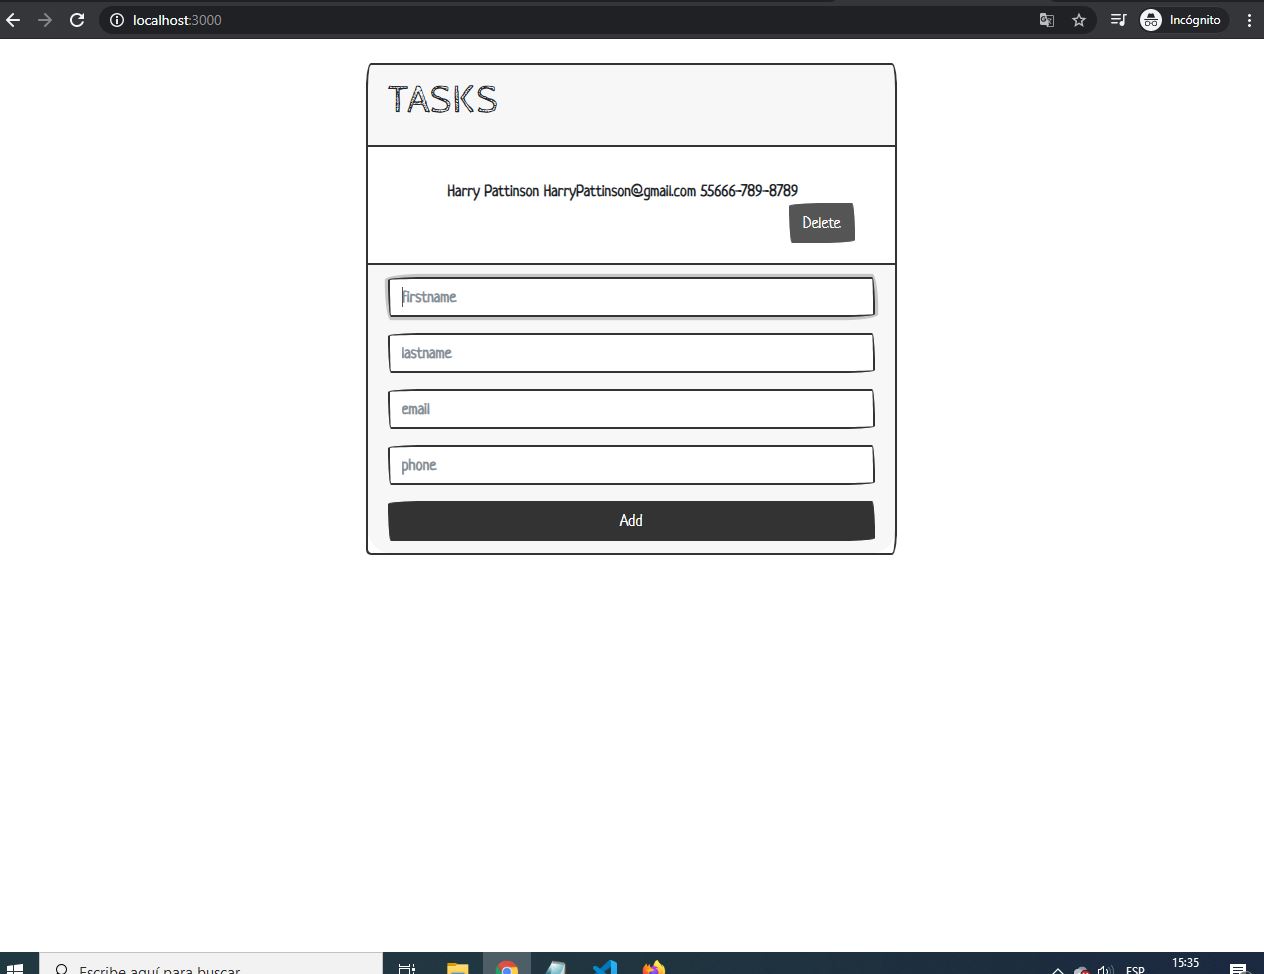 localhost:3000
Incógnito
TASKS
Harry Pattinson HarryPattinson@gmail.com 55666-789-8789
Delete
firstname
lastname
email
phone
Add
Escribe aquí para buscar
ESP
15:35